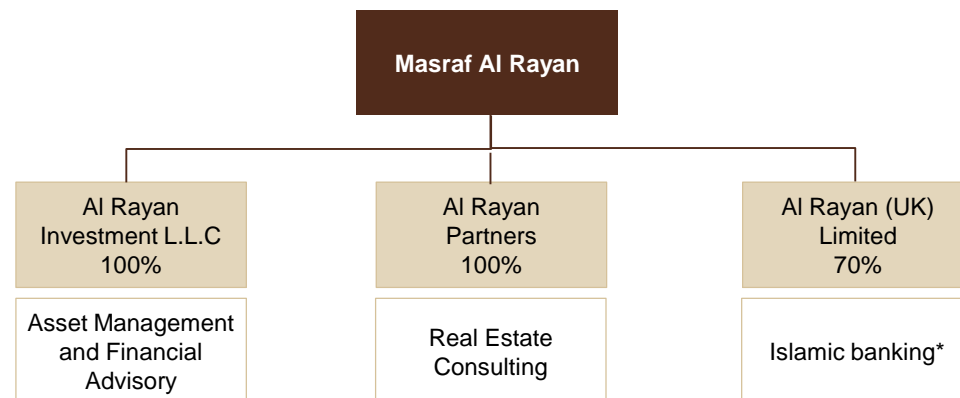 Masraf Al Rayan
Al Rayan
Investment L.L.C
100%
Al Rayan
Partners
100%
Al Rayan (UK)
Limited
70%
Asset Management
and Financial
Advisory
Real Estate
Consulting
Islamic banking*